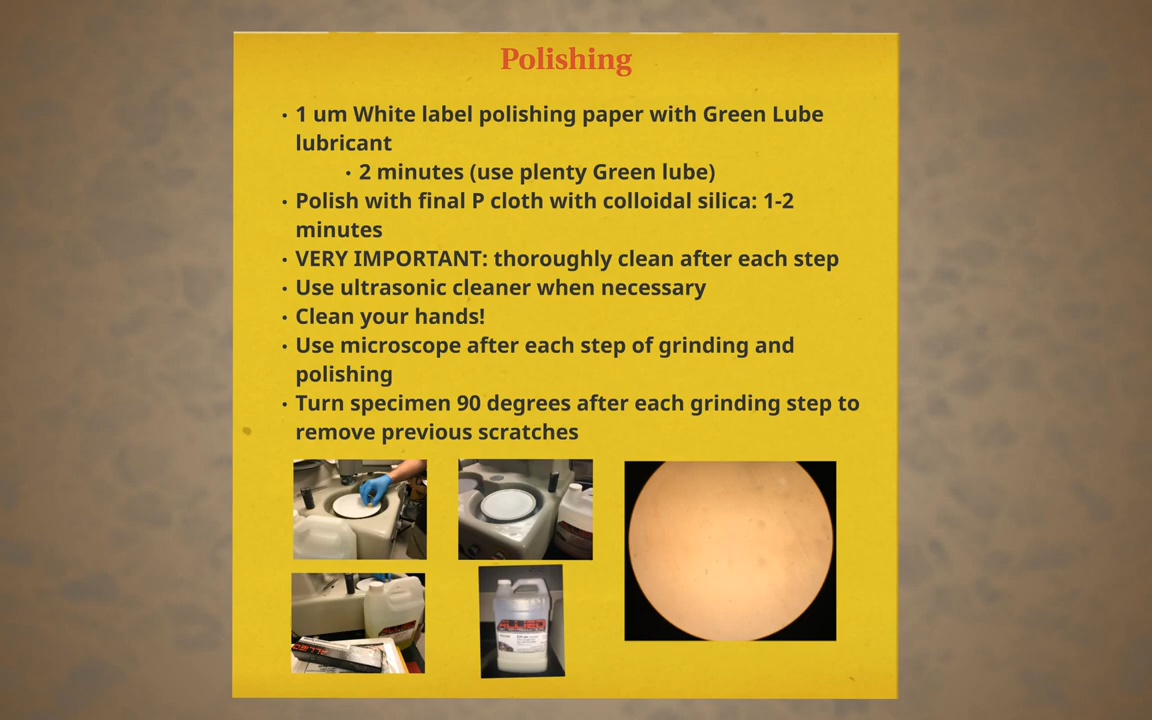 Polishing
• 1 um White label polishing paper with Green Lube
lubricant
• 2 minutes (use plenty Green lube)
• Polish with final P cloth with colloidal silica: 1-2
minutes
• VERY IMPORTANT: thoroughly clean after each step
• Use ultrasonic cleaner when necessary
• Clean your hands!
• Use microscope after each step of grinding and
polishing
• Turn specimen 90 degrees after each grinding step to
remove previous scratches
ALLIED
ALLIED